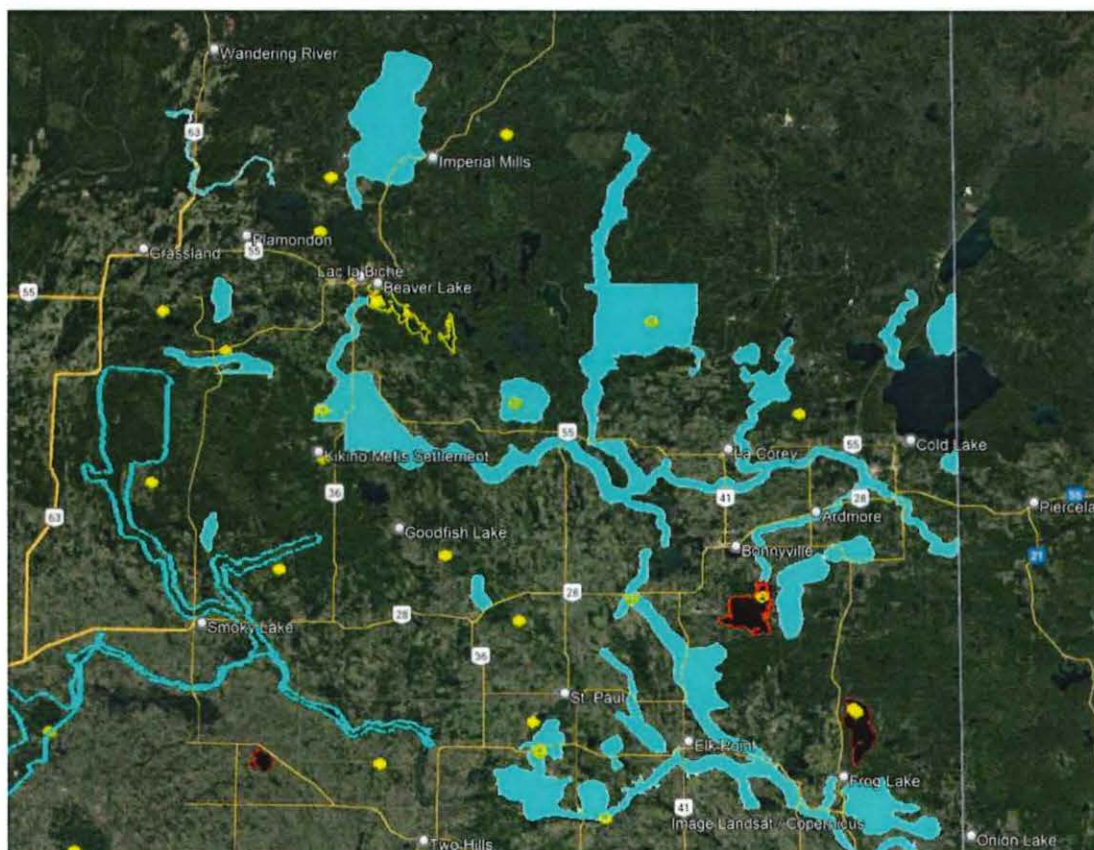 Wandering River
63
Imperial Mills
Plamondon
55
Grassland
Lac la Biche
Beaver Lake
55
55
55
Cold Lake
La Corey
Kikino Metis Settlement
36
41
28
55
Piercela
63
Ardmore
Goodfish Lake
Bonnyville
21
28
Smoky Lake
28
36
St. Paul
Elk Point
Frog Lake
41
Image Landsat / Copernicus
Two Hills
Onion Lake